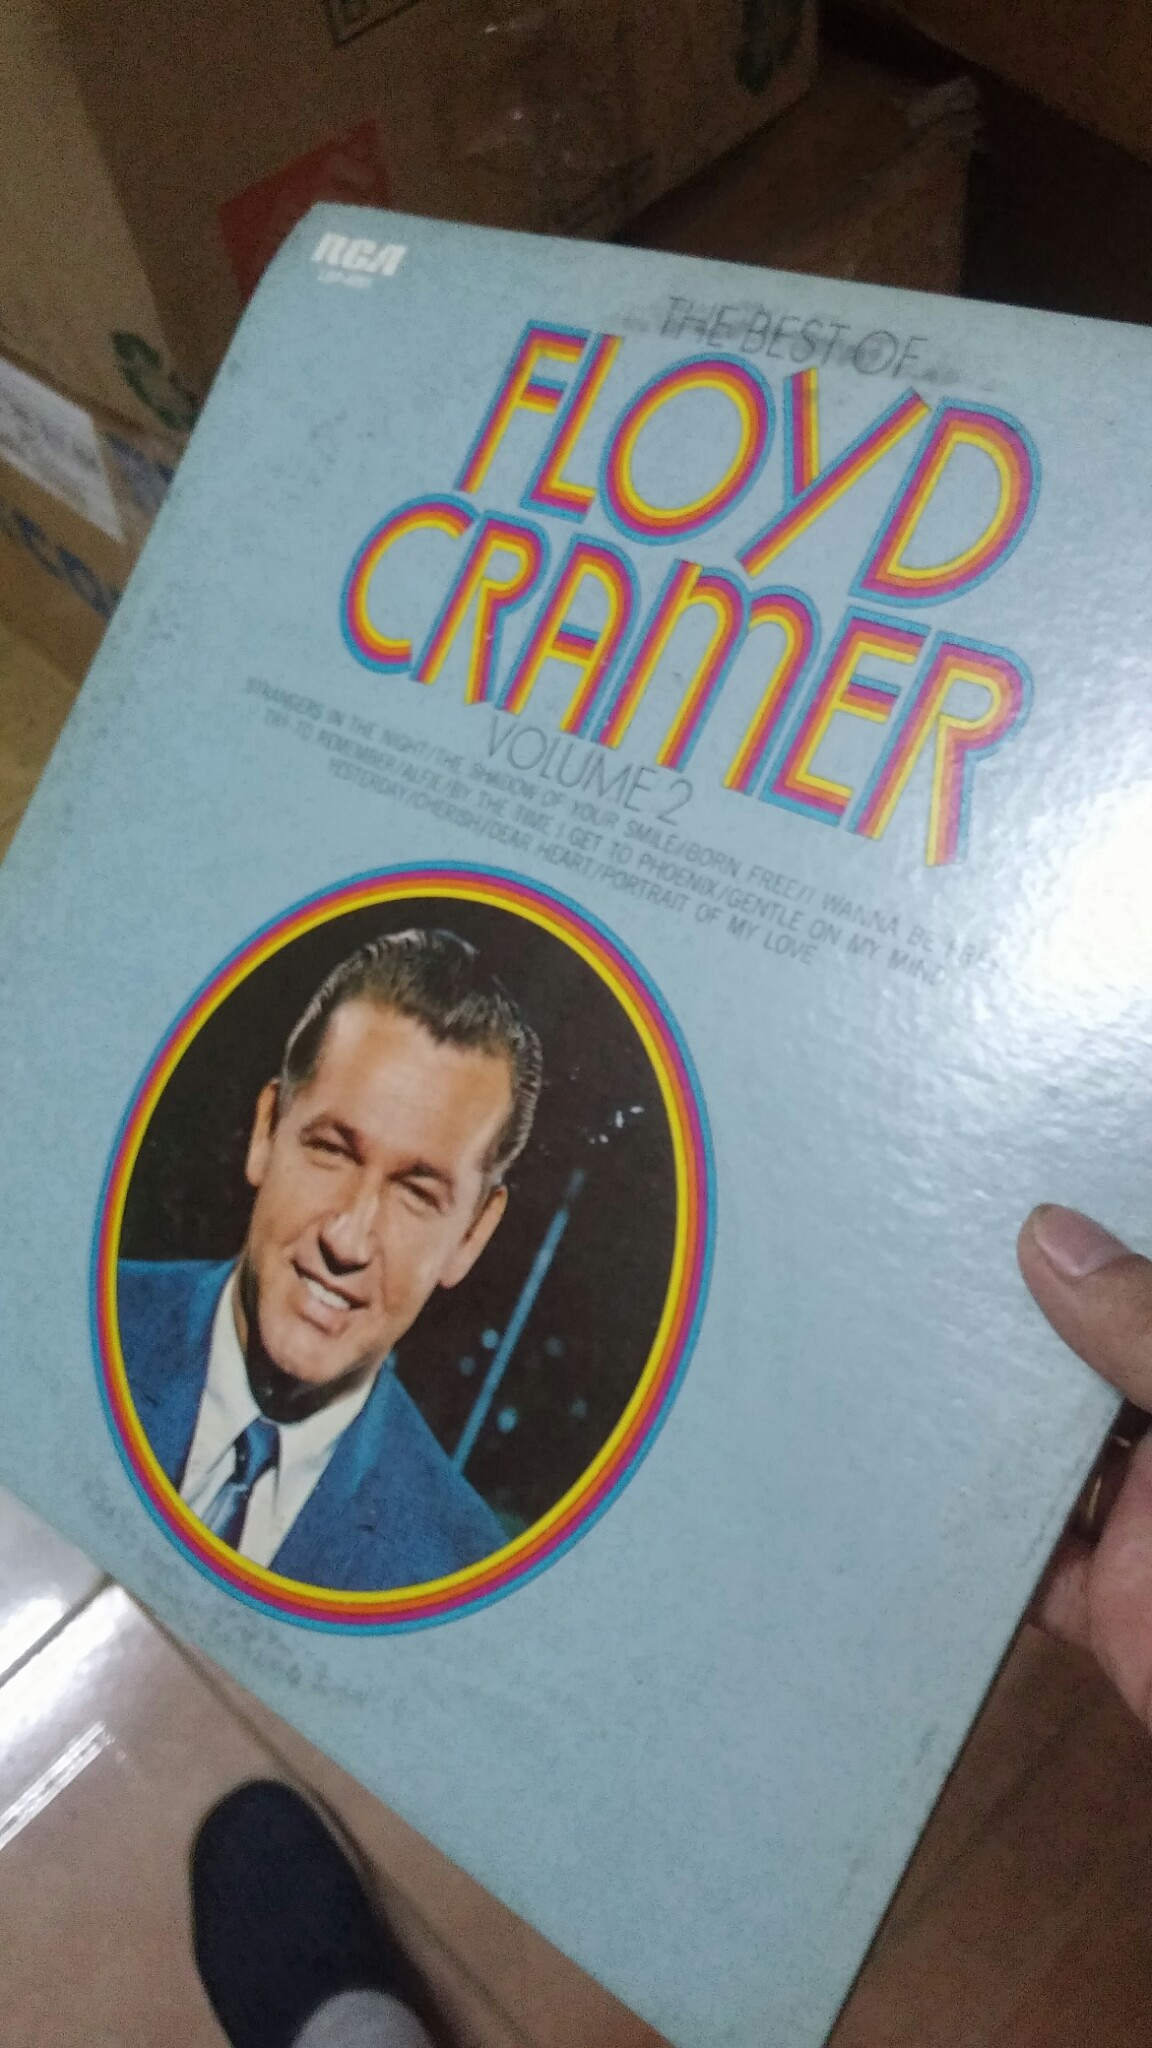 RCA
THE BEST OF
FLOYD
CRAMER
VOLUME 2
STRANGERS IN THE NIGHT/THE SHADOW OF YOUR SMILE/BORN FREE/I WANNA BE FREE
TRY TO REMEMBER/ALFIE/BY THE TIME I GET TO PHOENIX/GENTLE ON MY MIND
YESTERDAY/CHERISH/DEAR HEART/PORTRAIT OF MY LOVE